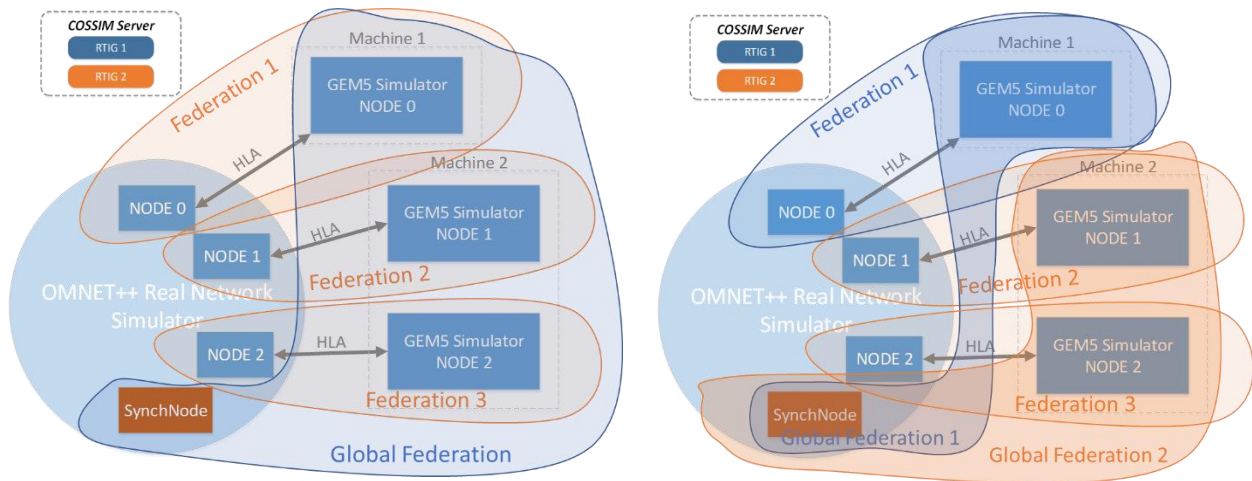 COSSIM Server
RTIG 1
RTIG 2
Machine 1
GEM5 Simulator
NODE 0
Federation 1
HLA
Machine 2
NODE 0
GEM5 Simulator
NODE 1
NODE 1
HLA
Federation 2
OMNET++ Real Network
Simulator
GEM5 Simulator
NODE 2
NODE 2
HLA
Federation 3
SynchNode
Global Federation
COSSIM Server
RTIG 1
RTIG 2
Machine 1
GEM5 Simulator
NODE 0
Federation 1
HLA
Machine 2
NODE 0
GEM5 Simulator
NODE 1
NODE 1
HLA
Federation 2
OMNET++ Real Network
Simulator
GEM5 Simulator
NODE 2
NODE 2
HLA
Federation 3
SynchNode
Global Federation 1
Global Federation 2